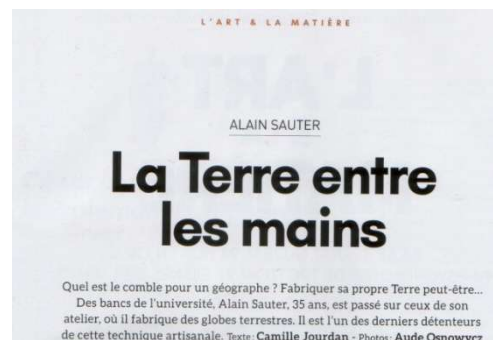 L'ART & LA MATIÈRE
ALAIN SAUTER
La Terre entre
les mains
Quel est le comble pour un géographe ? Fabriquer sa propre Terre peut-être...
Des bancs de l'université, Alain Sauter, 35 ans, est passé sur ceux de son
atelier, où il fabrique des globes terrestres. Il est l'un des derniers détenteurs
de cette technique artisanale. Texte : Camille Jourdan - Photos : Aude Osnowycz